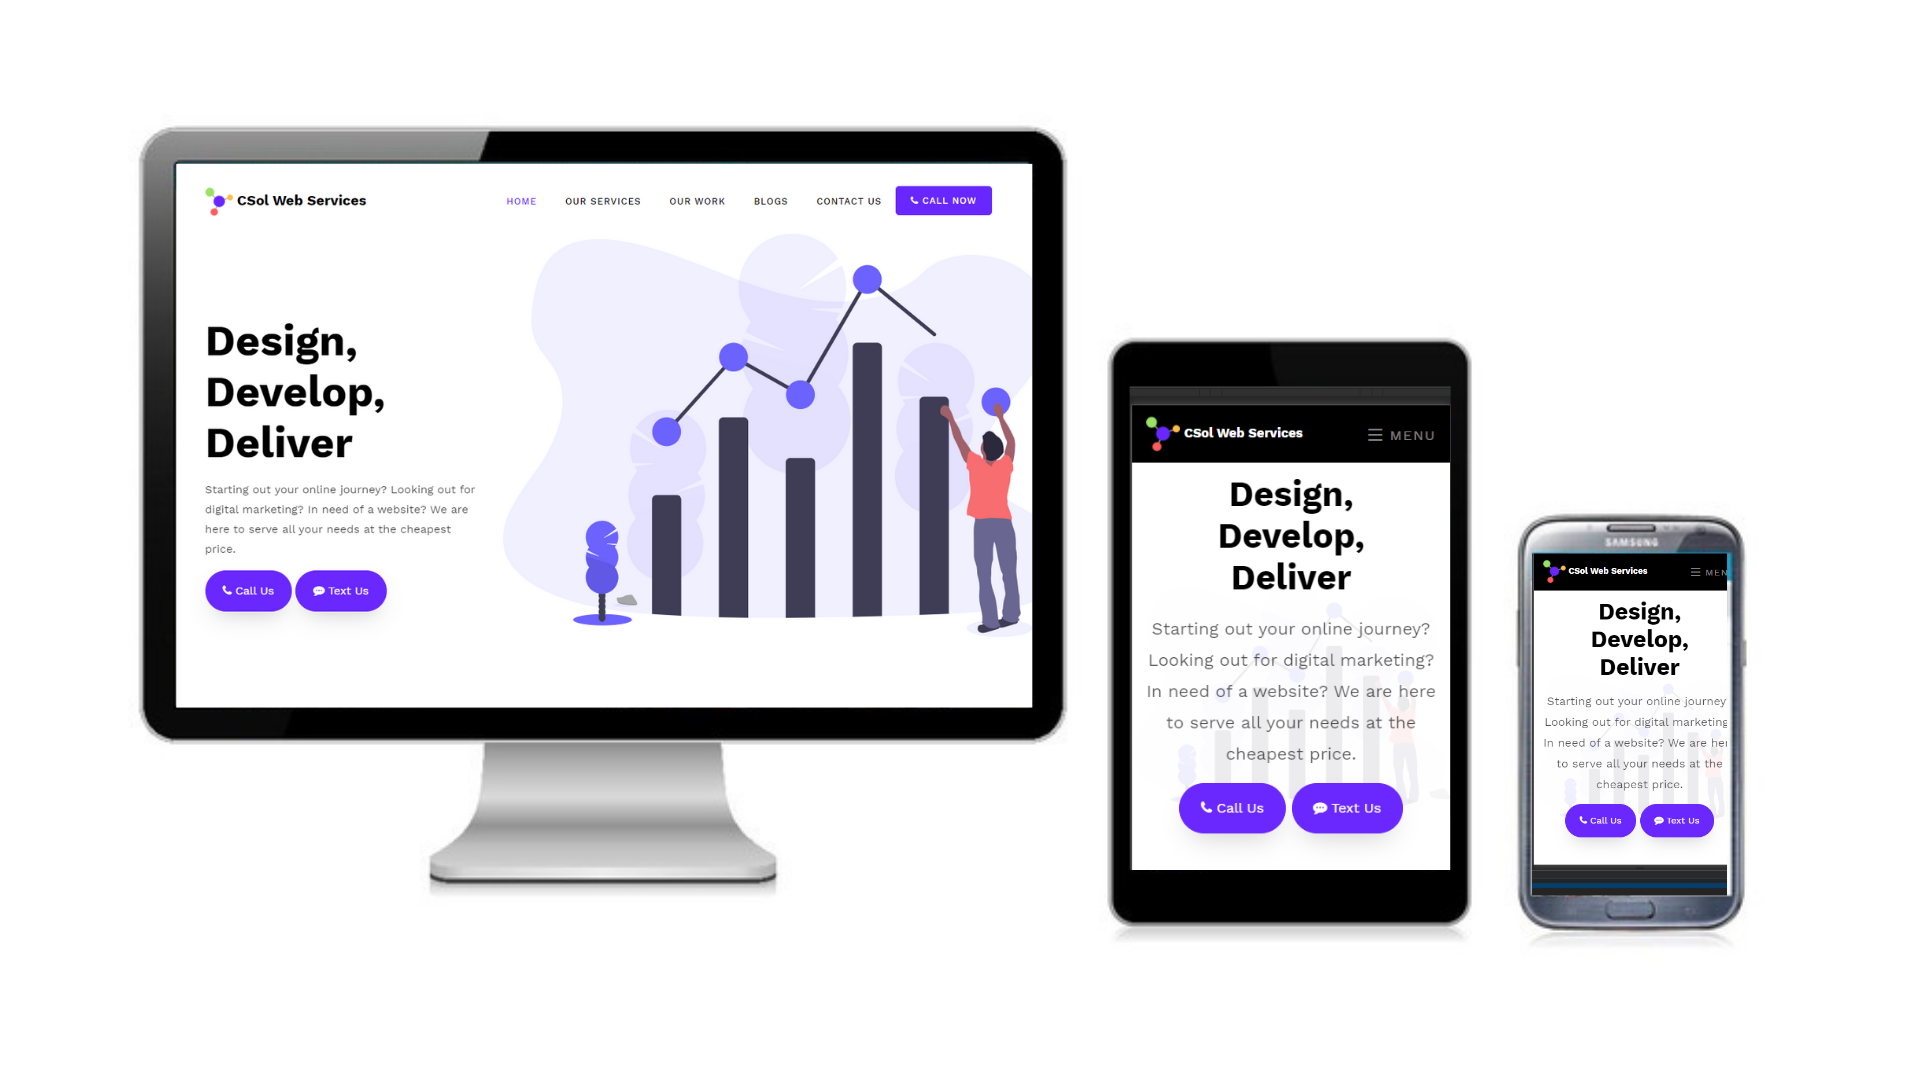 CSol Web Services
HOME OUR SERVICES OUR WORK BLOGS CONTACT US CALL NOW
Design,
Develop,
Deliver
Starting out your online journey? Looking out for
digital marketing? In need of a website? We are
here to serve all your needs at the cheapest
price.
Call Us Text Us
CSol Web Services MENU
Design,
Develop,
Deliver
Starting out your online journey?
Looking out for digital marketing?
In need of a website? We are here
to serve all your needs at the
cheapest price.
Call Us Text Us
SAMSUNG
CSol Web Services MEN
Design,
Develop,
Deliver
Starting out your online journey
Looking out for digital marketing
In need of a website? We are her
to serve all your needs at the
cheapest price.
Call Us Text Us